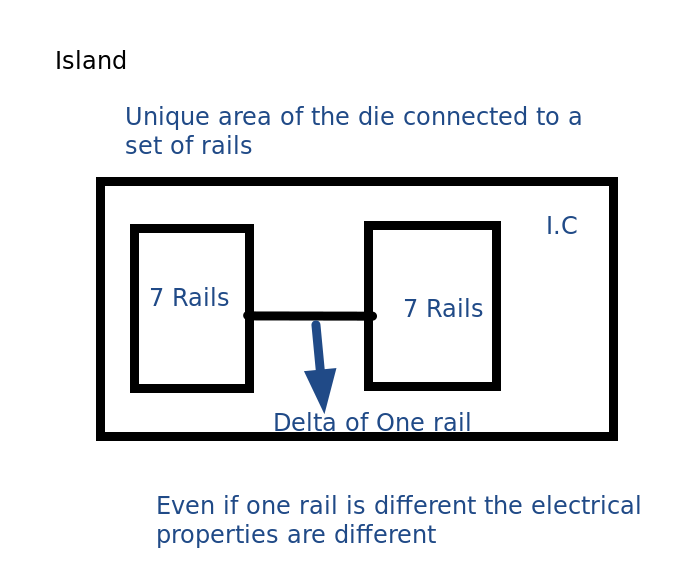 Island
Unique area of the die connected to a
set of rails
I.C
7 Rails
7 Rails
Delta of One rail
Even if one rail is different the electrical
properties are different